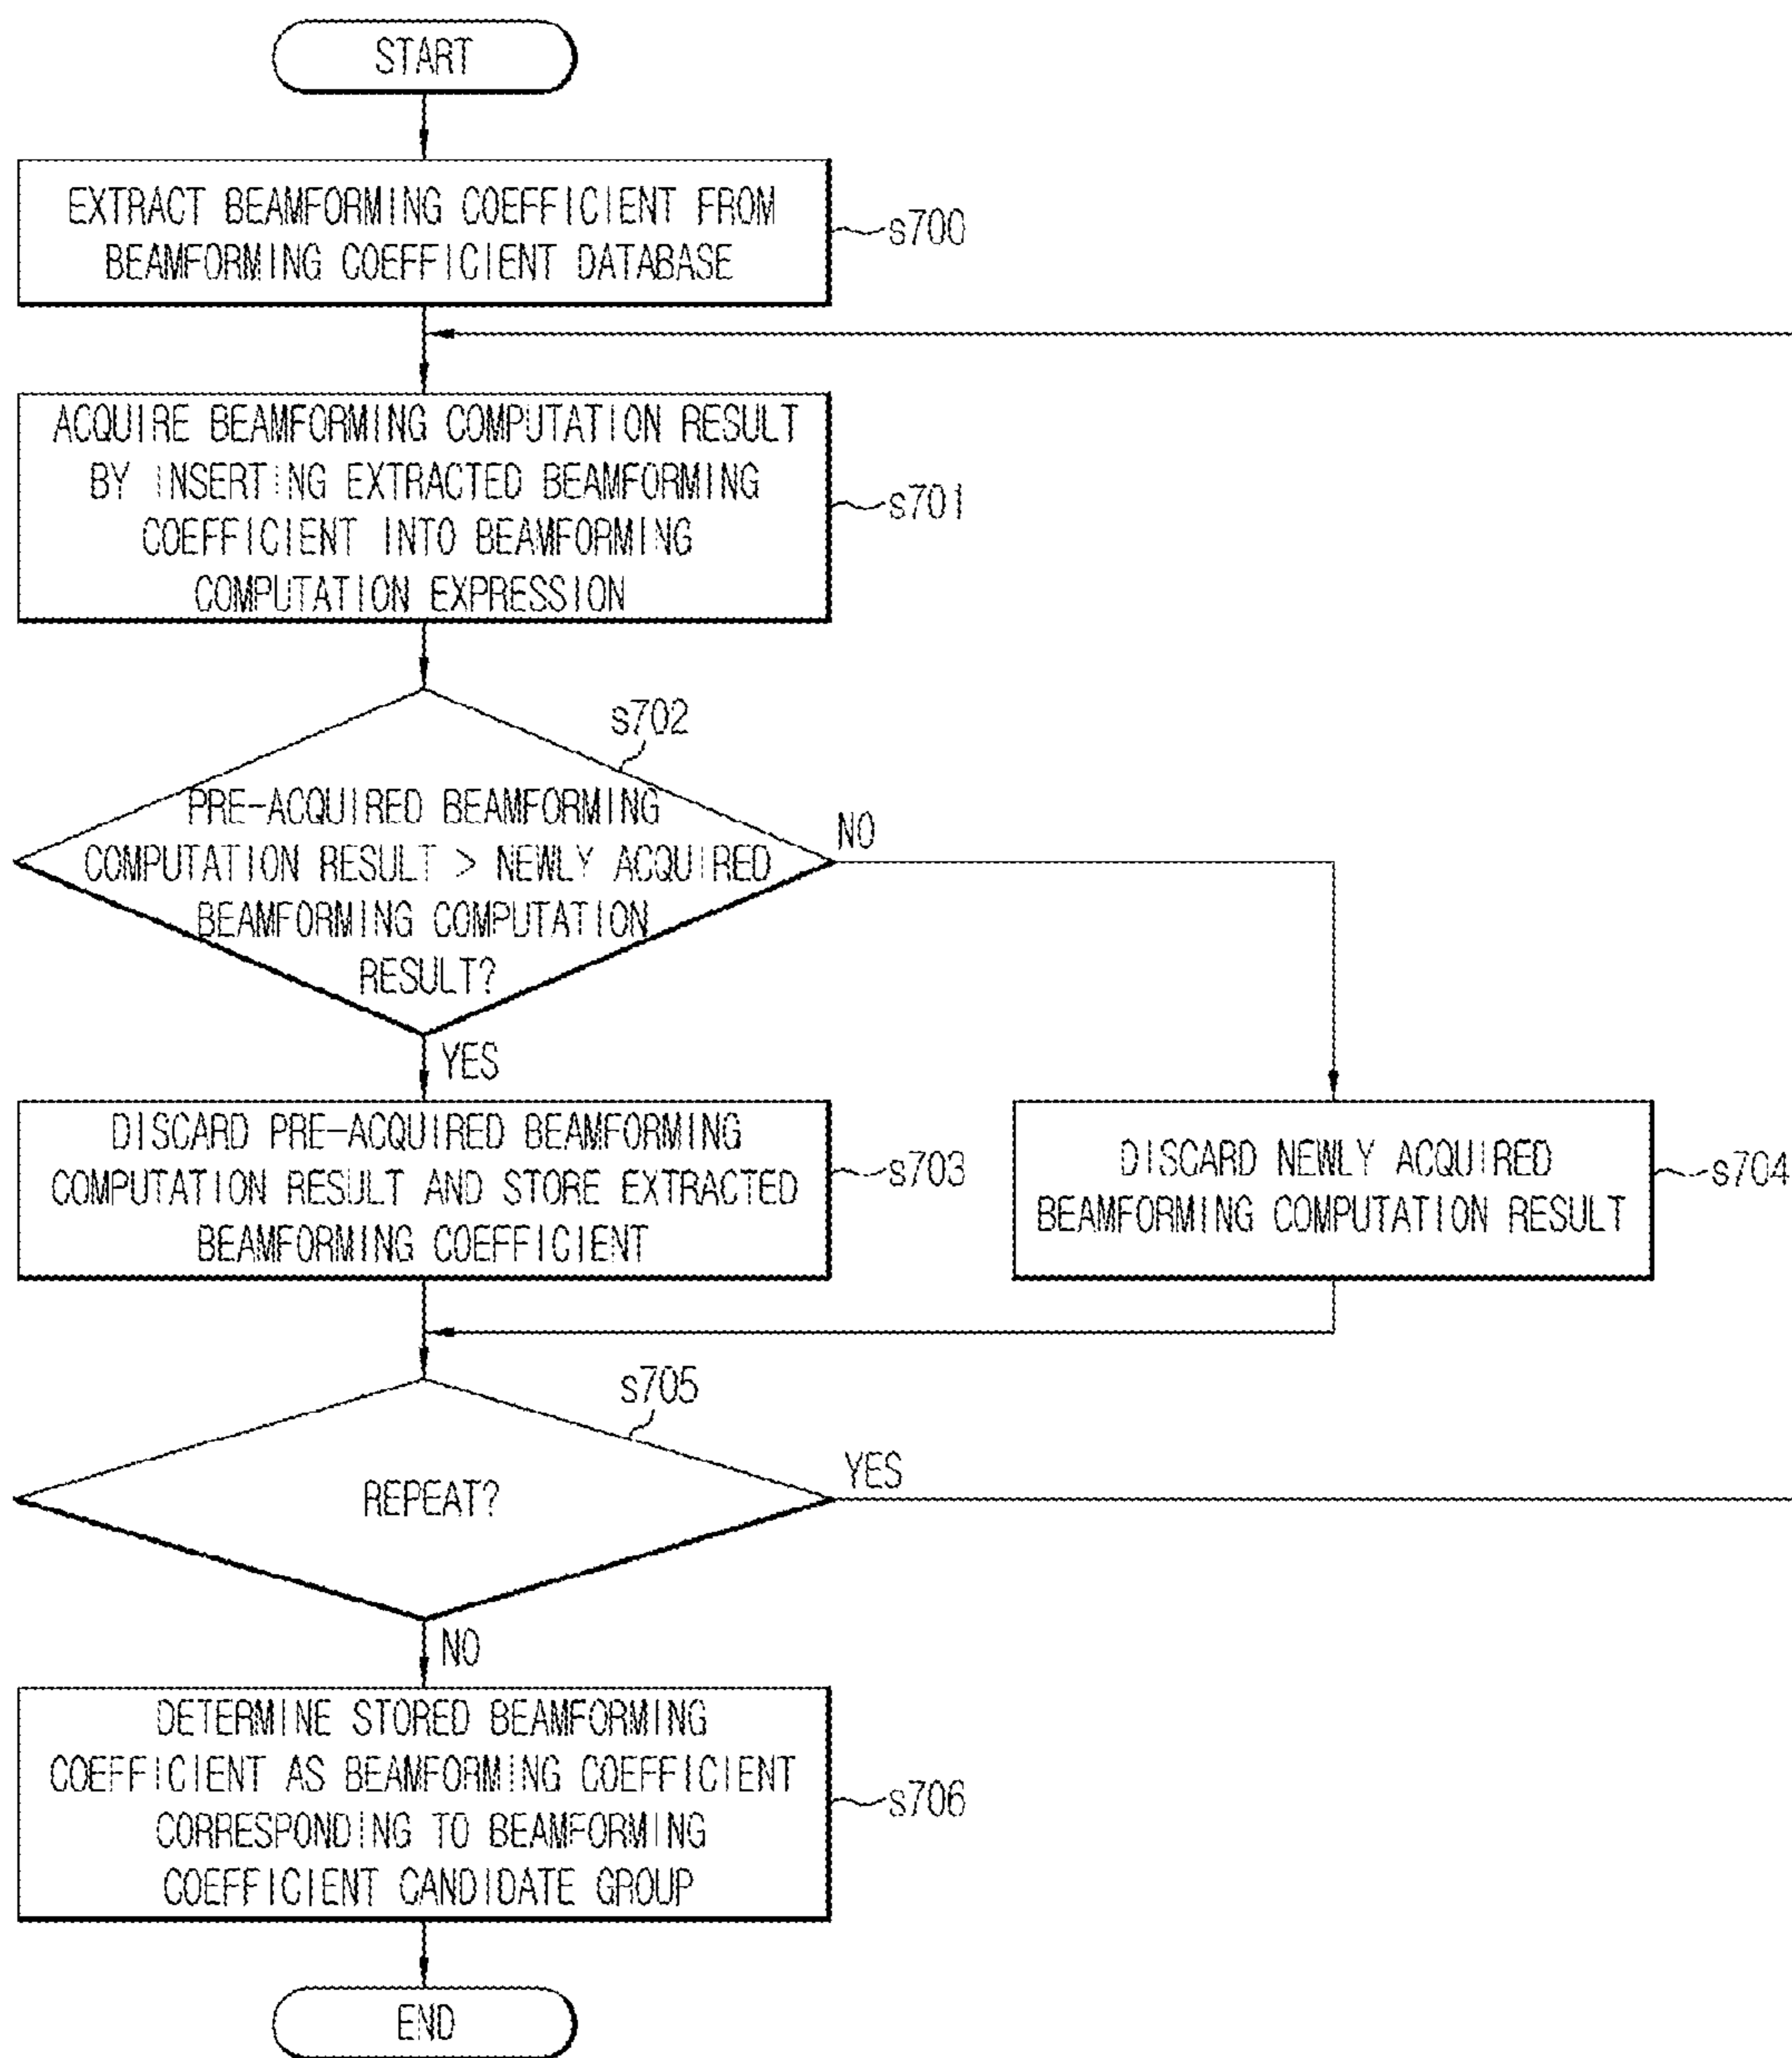 START
EXTRACT BEAMFORMING COEFFICIENT FROM
BEAMFORMING COEFFICIENT DATABASE
s700
ACQUIRE BEAMFORMING COMPUTATION RESULT
BY INSERTING EXTRACTED BEAMFORMING
COEFFICIENT INTO BEAMFORMING
COMPUTATION EXPRESSION
s701
s702
PRE-ACQUIRED BEAMFORMING
COMPUTATION RESULT > NEWLY ACQUIRED
BEAMFORMING COMPUTATION
RESULT?
NO
YES
DISCARD PRE-ACQUIRED BEAMFORMING
COMPUTATION RESULT AND STORE EXTRACTED
BEAMFORMING COEFFICIENT
s703
DISCARD NEWLY ACQUIRED
BEAMFORMING COMPUTATION RESULT
s704
s705
REPEAT?
YES
NO
DETERMINE STORED BEAMFORMING
COEFFICIENT AS BEAMFORMING COEFFICIENT
CORRESPONDING TO BEAMFORMING
COEFFICIENT CANDIDATE GROUP
s706
END